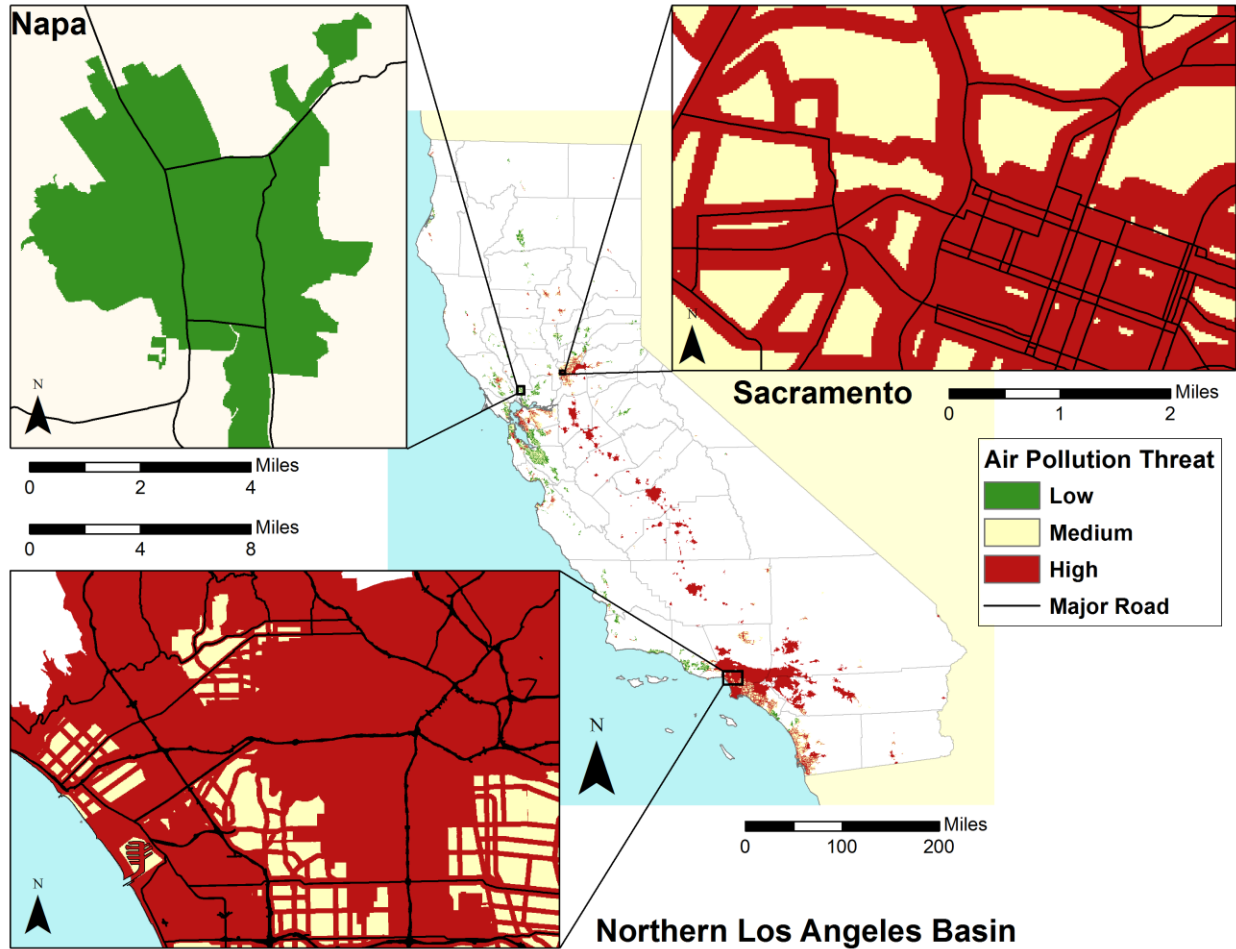 Napa
N
Miles
0 2 4
Miles
0 4 8
N
Sacramento
Miles
0 1 2
Air Pollution Threat
Low
Medium
High
Major Road
N
N
Miles
0 100 200
Northern Los Angeles Basin